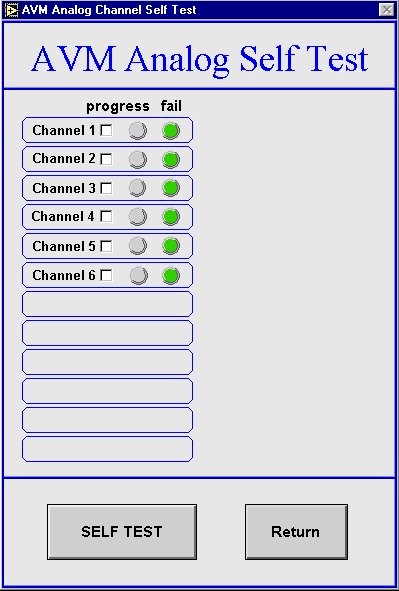 AVM Analog Channel Self Test
AVM Analog Self Test
progress fail
Channel 1
Channel 2
Channel 3
Channel 4
Channel 5
Channel 6
SELF TEST
Return